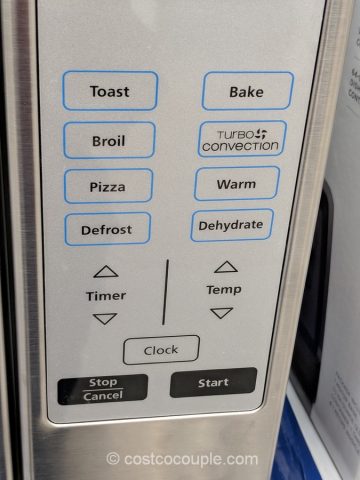 Toast
Bake
Broil
TURBO
CONVECTION
Pizza
Warm
Defrost
Dehydrate
Timer
Temp
Clock
Stop
Cancel
Start
© costcocouple.com